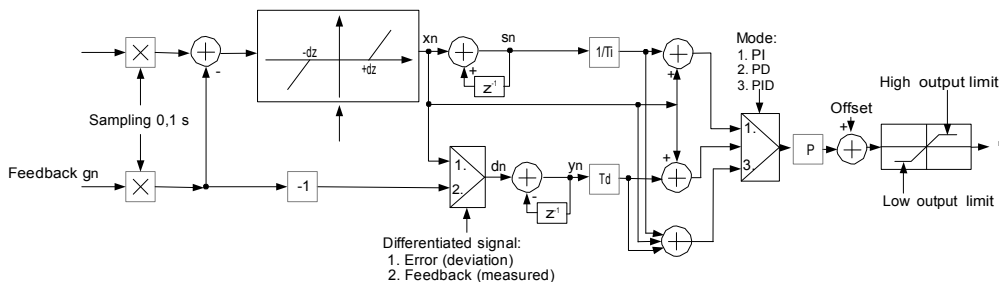 Mode:
1. PI
2. PD
3. PID
-dz
+dz
xn
sn
+
z⁻¹
1/Ti
+
-
Sampling 0,1 s
High output limit
Offset
+
1.
3.
P
Low output limit
Feedback gn
-1
1.
2.
dn
-
z⁻¹
yn
Td
+
Differentiated signal:
1. Error (deviation)
2. Feedback (measured)